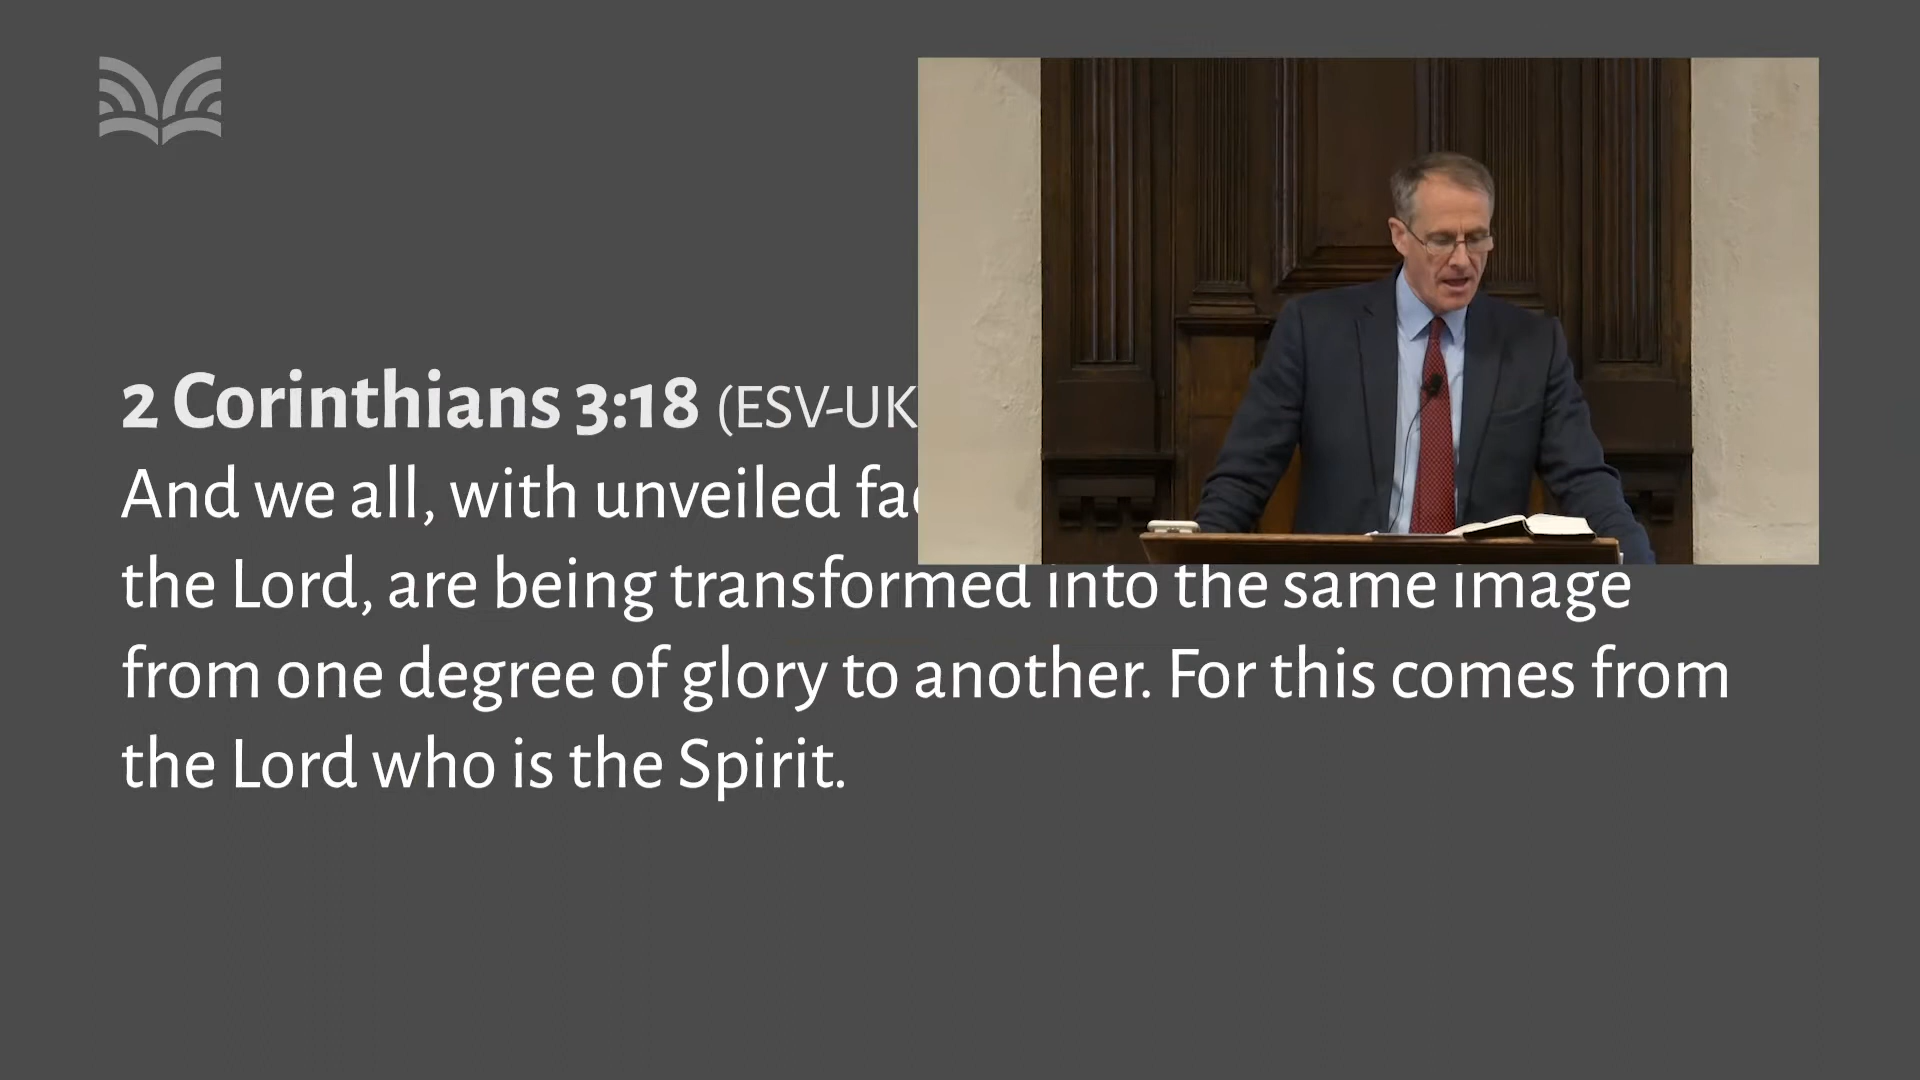 2 Corinthians 3:18 (ESV-UK
And we all, with unveiled
the Lord, are being transformed into the same image
from one degree of glory to another. For this comes from
the Lord who is the Spirit.